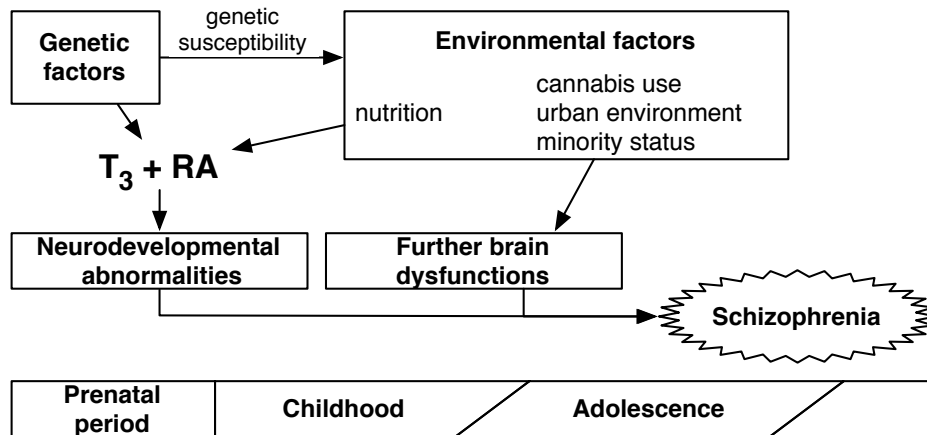 genetic
susceptibility
Genetic
factors
Environmental factors
cannabis use
nutrition
urban environment
minority status
T₃ + RA
Neurodevelopmental
abnormalities
Further brain
dysfunctions
Schizophrenia
Prenatal
period
Childhood
Adolescence